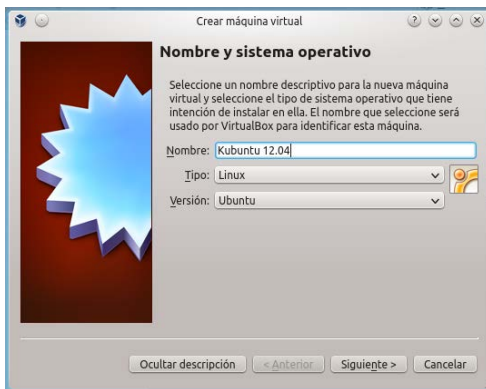 Crear máquina virtual
Nombre y sistema operativo
Seleccione un nombre descriptivo para la nueva máquina
virtual y seleccione el tipo de sistema operativo que tiene
intención de instalar en ella. El nombre que seleccione será
usado por VirtualBox para identificar esta máquina.
Nombre: Kubuntu 12.04
Tipo: Linux
Versión: Ubuntu
Ocultar descripción < Anterior Siguiente > Cancelar